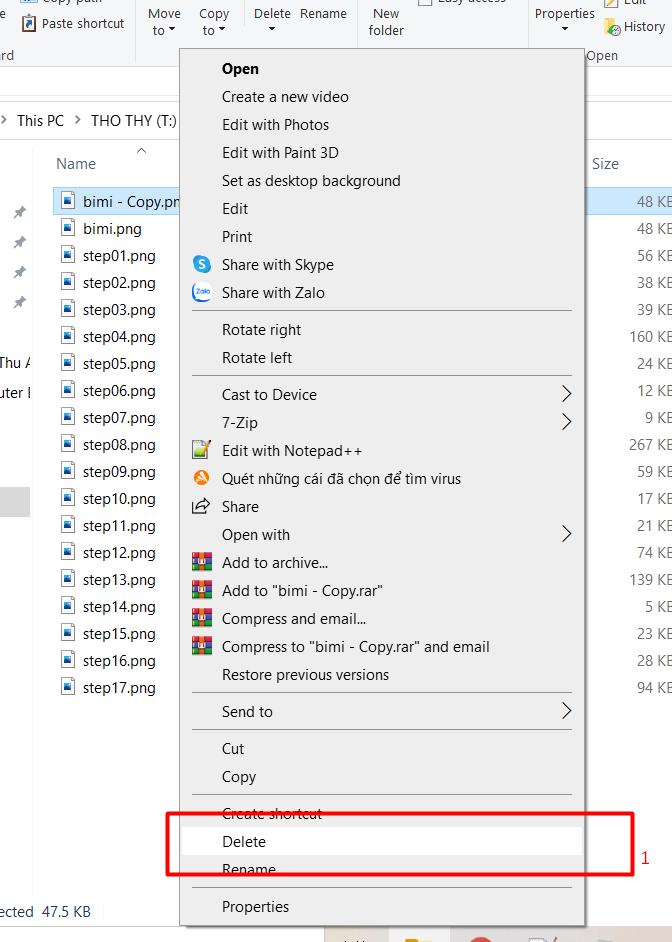 Copy path
Easy access
Edit
Paste shortcut
Move to
Copy to
Delete
Rename
New folder
Properties
History
Open
This PC > THO THY (T:)
Name
Size
bimi - Copy.pn
48 KB
bimi.png
48 KB
step01.png
56 KB
step02.png
38 KB
step03.png
39 KB
step04.png
160 KB
step05.png
24 KB
step06.png
12 KB
step07.png
9 KB
step08.png
267 KB
step09.png
59 KB
step10.png
17 KB
step11.png
21 KB
step12.png
74 KB
step13.png
139 KB
step14.png
5 KB
step15.png
23 KB
step16.png
28 KB
step17.png
94 KB
Open
Create a new video
Edit with Photos
Edit with Paint 3D
Set as desktop background
Edit
Print
Share with Skype
Zalo
Share with Zalo
Rotate right
Rotate left
Cast to Device
7-Zip
Edit with Notepad++
Quét những cái đã chọn để tìm virus
Share
Open with
Add to archive...
Add to "bimi - Copy.rar"
Compress and email...
Compress to "bimi - Copy.rar" and email
Restore previous versions
Send to
Cut
Copy
Create shortcut
Delete
Rename
Properties
1
ected 47.5 KB